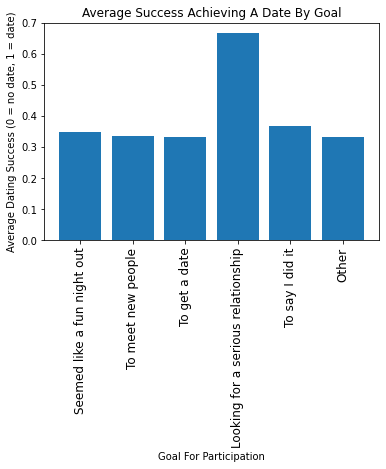 Average Success Achieving A Date By Goal
Average Dating Success (0 = no date, 1 = date)
0.7
0.6
0.5
0.4
0.3
0.2
0.1
0.0
Seemed like a fun night out
To meet new people
To get a date
Looking for a serious relationship
To say I did it
Other
Goal For Participation